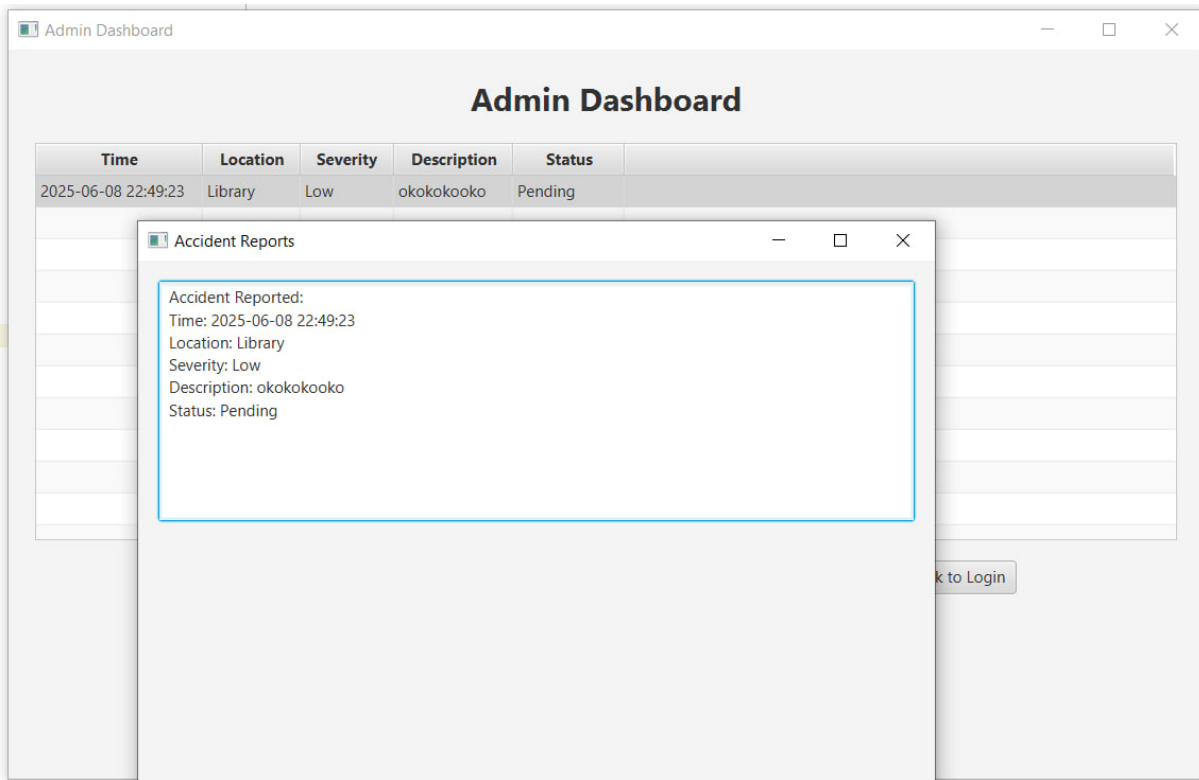 Admin Dashboard
Admin Dashboard
Time Location Severity Description Status
2025-06-08 22:49:23 Library Low okokokooko Pending
Accident Reports
Accident Reported:
Time: 2025-06-08 22:49:23
Location: Library
Severity: Low
Description: okokokooko
Status: Pending
k to Login